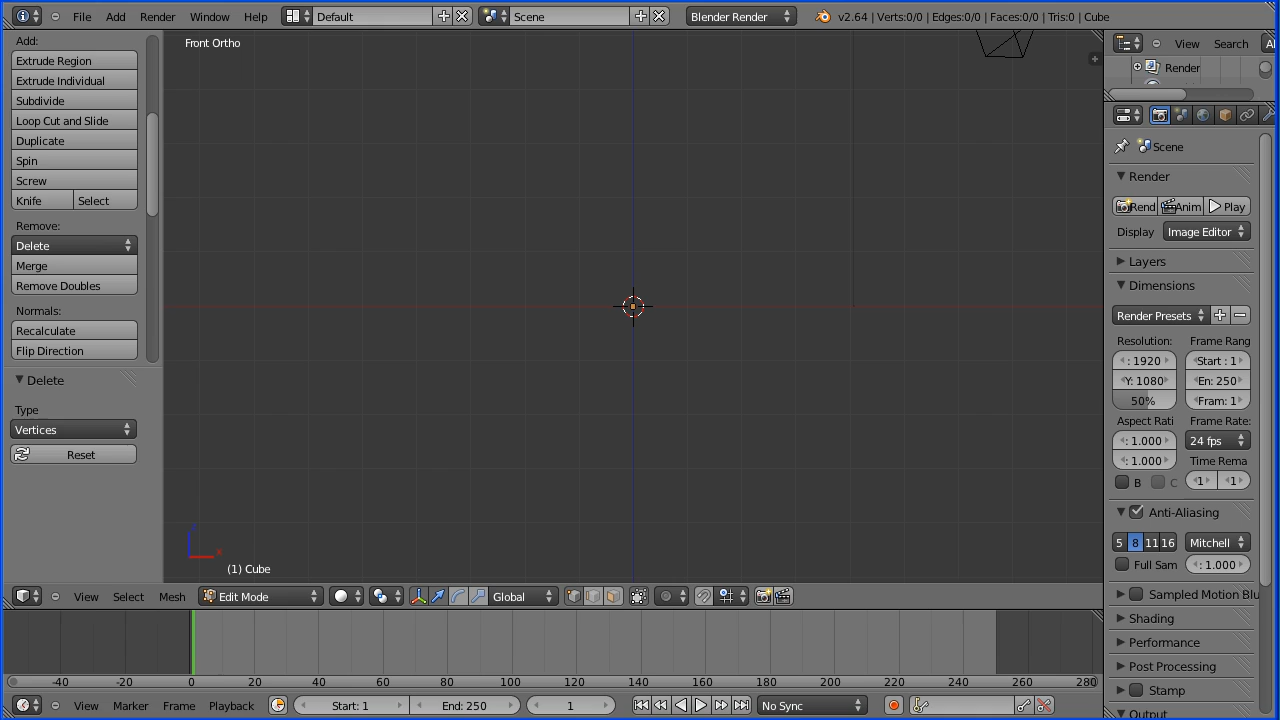 File Add Render Window Help Default Scene Blender Render v2.64 | Verts:0/0 | Edges:0/0 | Faces:0/0 | Tris:0 | Cube
Add:
Extrude Region
Extrude Individual
Subdivide
Loop Cut and Slide
Duplicate
Spin
Screw
Knife Select
Remove:
Delete
Merge
Remove Doubles
Normals:
Recalculate
Flip Direction
Delete
Type
Vertices
Reset
Front Ortho
x
(1) Cube
View Select Mesh Edit Mode Global
-40 -20 0 20 40 60 80 100 120 140 160 180 200 220 240 260 280
View Marker Frame Playback Start: 1 End: 250 1 No Sync
View Search Al
Render
Scene
Render
Rend Anim Play
Display Image Editor
Layers
Dimensions
Render Presets
Resolution: Frame Rang
: 1920 Start : 1
Y: 1080 En: 250
50% Fram: 1
Aspect Rati Frame Rate:
: 1.000 24 fps
: 1.000 Time Rema
B C 1 1
Anti-Aliasing
5 8 11 16 Mitchell
Full Sam : 1.000
Sampled Motion Blu
Shading
Performance
Post Processing
Stamp
Output